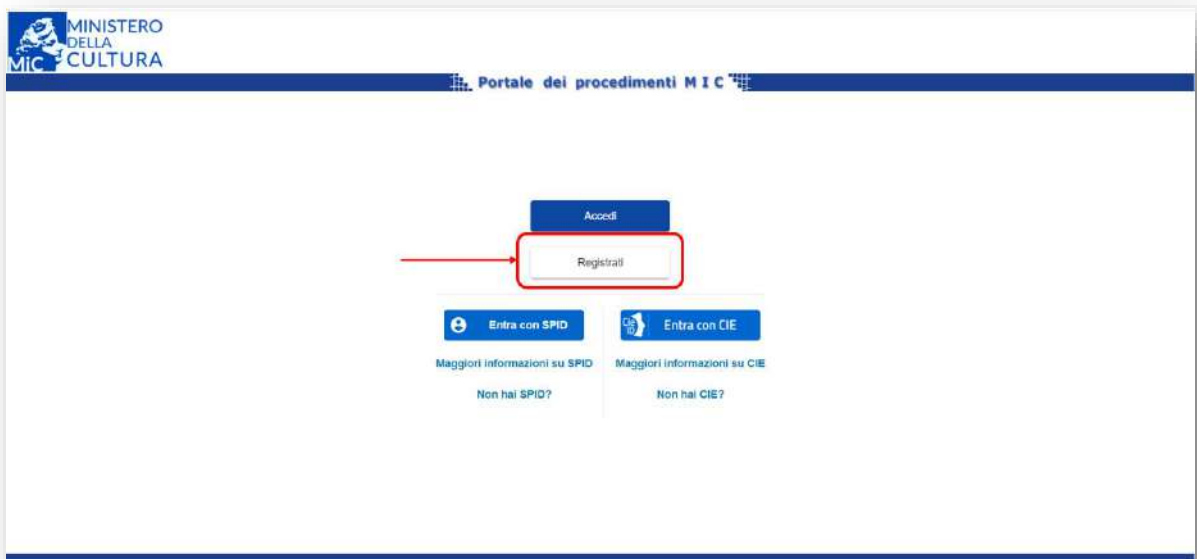 MINISTERO
DELLA
CULTURA
MiC
Portale dei procedimenti M I C
Accedi
Registrati
Entra con SPID
Entra con CIE
Maggiori informazioni su SPID
Maggiori informazioni su CIE
Non hai SPID?
Non hai CIE?